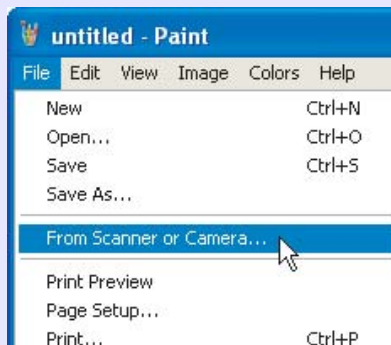 untitled - Paint
File Edit View Image Colors Help
New Ctrl+N
Open... Ctrl+O
Save Ctrl+S
Save As...
From Scanner or Camera...
Print Preview
Page Setup...
Print... Ctrl+P